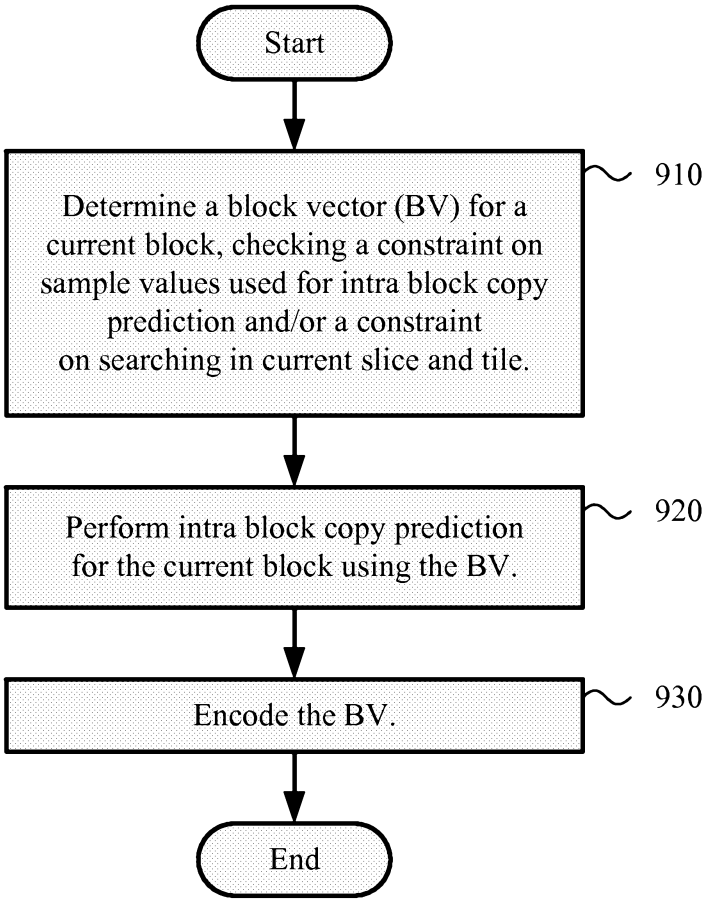 Start
910
Determine a block vector (BV) for a
current block, checking a constraint on
sample values used for intra block copy
prediction and/or a constraint
on searching in current slice and tile.
920
Perform intra block copy prediction
for the current block using the BV.
930
Encode the BV.
End